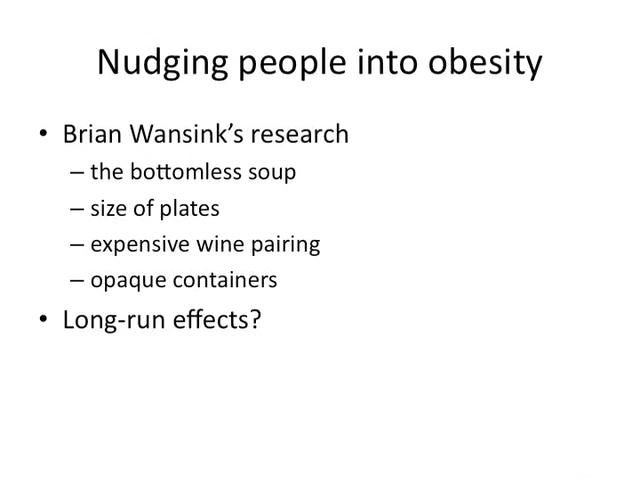 Nudging people into obesity
• Brian Wansink's research
– the bottomless soup
– size of plates
– expensive wine pairing
– opaque containers
• Long-run effects?